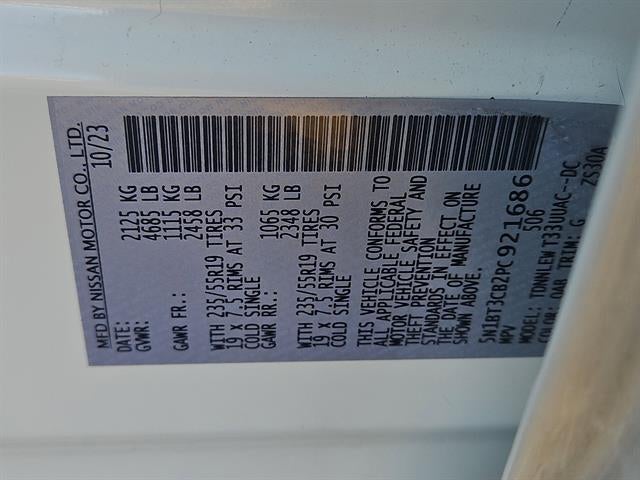 MFD BY NISSAN MOTOR CO., LTD.
DATE: 10/23
GVWR: 2125 KG
4685 LB
GAWR FR.: 1115 KG
2458 LB
WITH 235/55R19 TIRES
19 X 7.5 RIMS AT 33 PSI
COLD SINGLE
GAWR RR.: 1065 KG
2348 LB
WITH 235/55R19 TIRES
19 X 7.5 RIMS AT 30 PSI
COLD SINGLE
THIS VEHICLE CONFORMS TO
ALL APPLICABLE FEDERAL
MOTOR VEHICLE SAFETY AND
THEFT PREVENTION
STANDARDS IN EFFECT ON
THE DATE OF MANUFACTURE
SHOWN ABOVE.
5N1BT3CB2PC921686
MPV 506
MODEL: TDNNLEW T33UUAC--DC
COLOR: QAB TRIM: G ZS30A